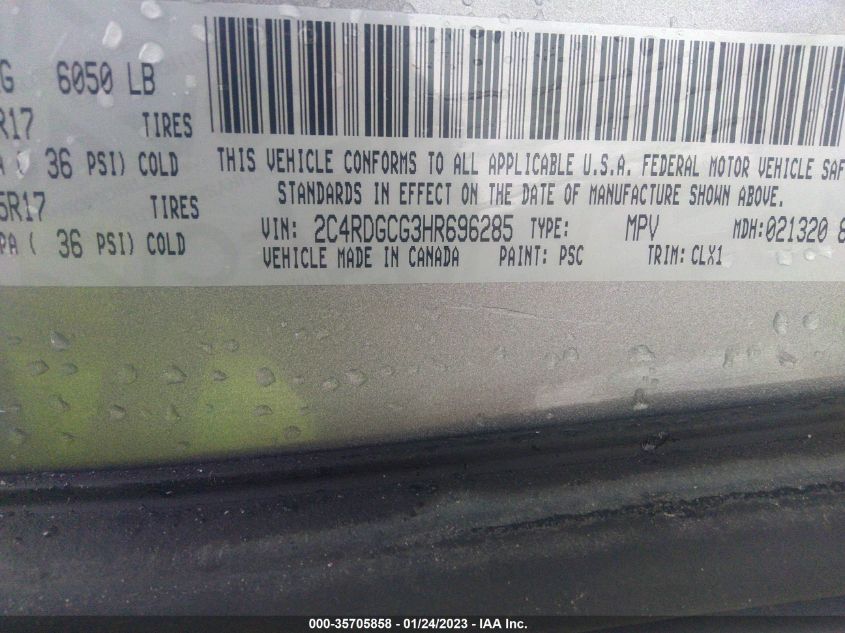 G 6050 LB
R17 TIRES
36 PSI) COLD
5R17 TIRES
PA ( 36 PSI) COLD
THIS VEHICLE CONFORMS TO ALL APPLICABLE U.S.A. FEDERAL MOTOR VEHICLE SAF
STANDARDS IN EFFECT ON THE DATE OF MANUFACTURE SHOWN ABOVE.
VIN: 2C4RDGCG3HR696285 TYPE: MPV MDH:021320 8
VEHICLE MADE IN CANADA PAINT: PSC TRIM: CLX1
000-35705858 - 01/24/2023 - IAA Inc.